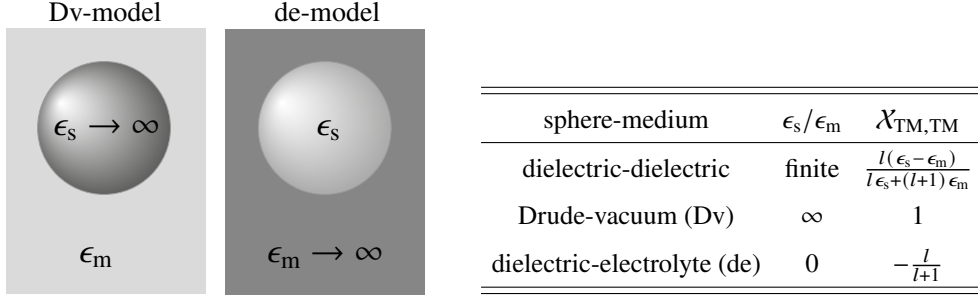 Dv-model
de-model
ϵs → ∞
ϵs
ϵm
ϵm → ∞
sphere-medium ϵs/ϵm 𝒳TM,TM
dielectric-dielectric finite l(ϵs−ϵm)/lϵs+(l+1)ϵm
Drude-vacuum (Dv) ∞ 1
dielectric-electrolyte (de) 0 −l/l+1